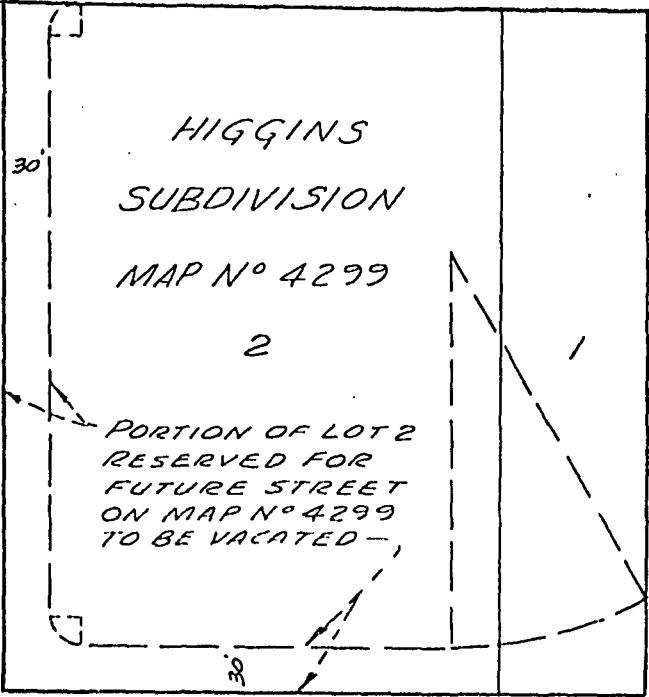 HIGGINS
SUBDIVISION
MAP Nº 4299
2
30'
1
PORTION OF LOT 2
RESERVED FOR
FUTURE STREET
ON MAP Nº 4299
TO BE VACATED—
30'